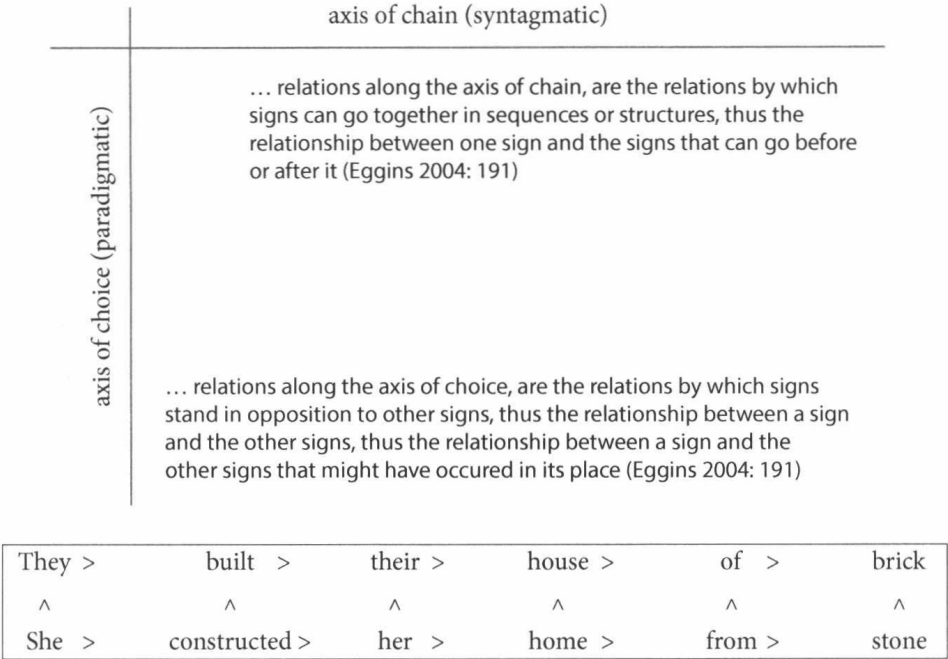 axis of chain (syntagmatic)
axis of choice (paradigmatic)
… relations along the axis of chain, are the relations by which
signs can go together in sequences or structures, thus the
relationship between one sign and the signs that can go before
or after it (Eggins 2004: 191)
… relations along the axis of choice, are the relations by which signs
stand in opposition to other signs, thus the relationship between a sign
and the other signs, thus the relationship between a sign and the
other signs that might have occured in its place (Eggins 2004: 191)
They > built > their > house > of > brick
^ ^ ^ ^ ^ ^
She > constructed > her > home > from > stone